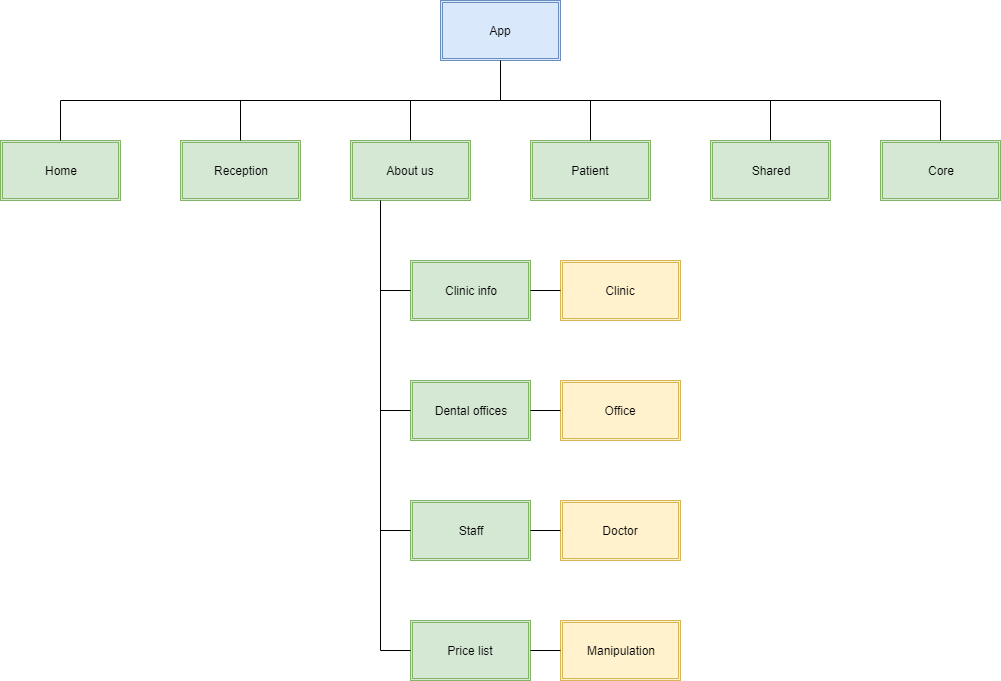 App
Home
Reception
About us
Patient
Shared
Core
Clinic info
Clinic
Dental offices
Office
Staff
Doctor
Price list
Manipulation